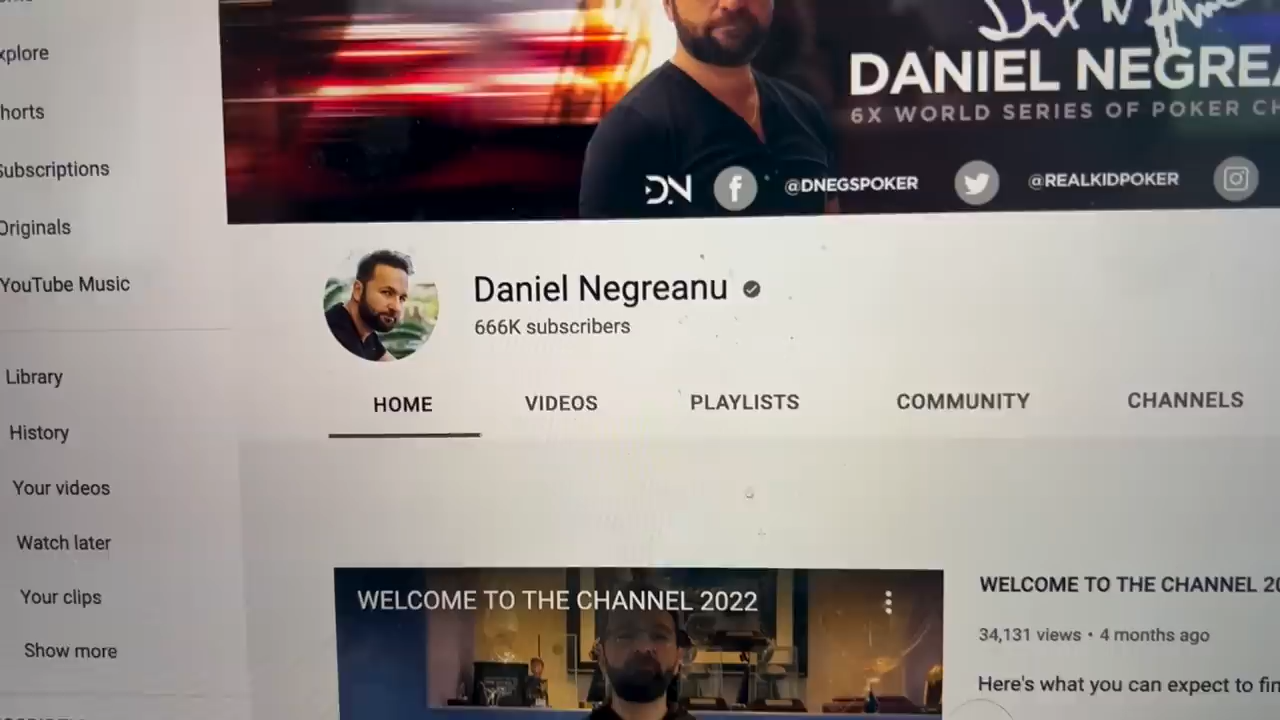 xplore
horts
Subscriptions
Originals
YouTube Music
Library
History
Your videos
Watch later
Your clips
Show more
DANIEL NEGREA
6X WORLD SERIES OF POKER CH
DN
@DNEGSPOKER
@REALKIDPOKER
Daniel Negreanu
666K subscribers
HOME VIDEOS PLAYLISTS COMMUNITY CHANNELS
WELCOME TO THE CHANNEL 2022
WELCOME TO THE CHANNEL 20
34,131 views • 4 months ago
Here's what you can expect to fin